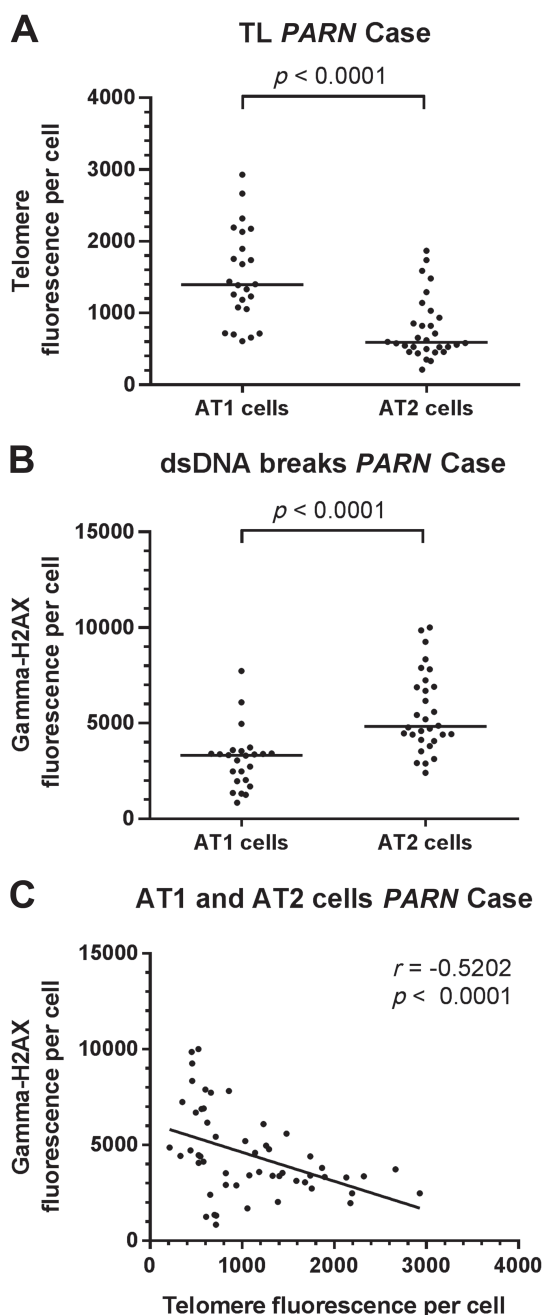 A
TL PARN Case
p < 0.0001
4000
3000
2000
1000
0
Telomere
fluorescence per cell
AT1 cells
AT2 cells
B
dsDNA breaks PARN Case
p < 0.0001
15000
10000
5000
0
Gamma-H2AX
fluorescence per cell
AT1 cells
AT2 cells
C
AT1 and AT2 cells PARN Case
r = -0.5202
p < 0.0001
15000
10000
5000
0
Gamma-H2AX
fluorescence per cell
0
1000
2000
3000
4000
Telomere fluorescence per cell